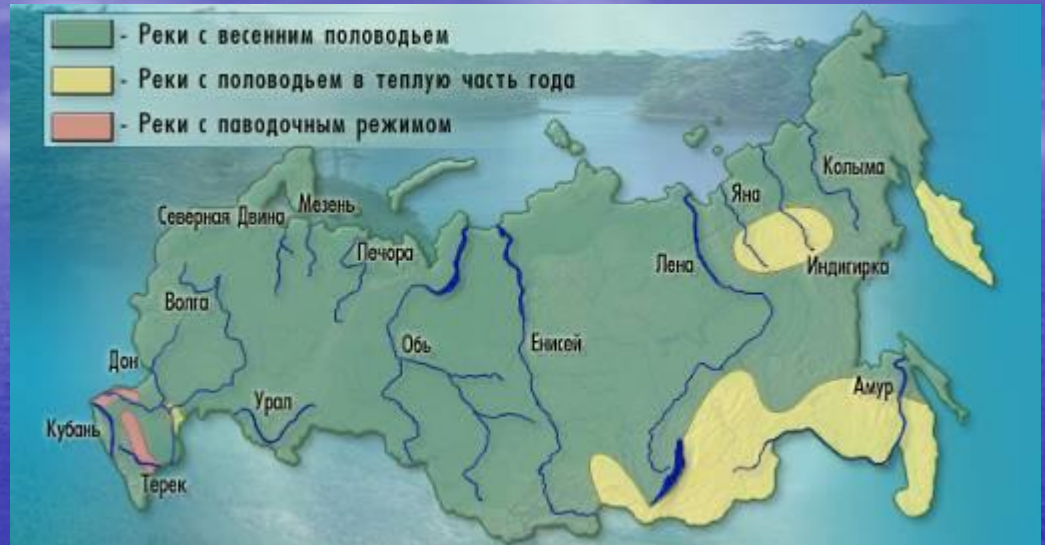 - Реки с весенним половодьем
- Реки с половодьем в теплую часть года
- Реки с паводочным режимом
Колыма
Яна
Мезень
Северная Двина
Печора
Лена
Индигирка
Волга
Обь
Енисей
Дон
Амур
Урал
Кубань
Терек